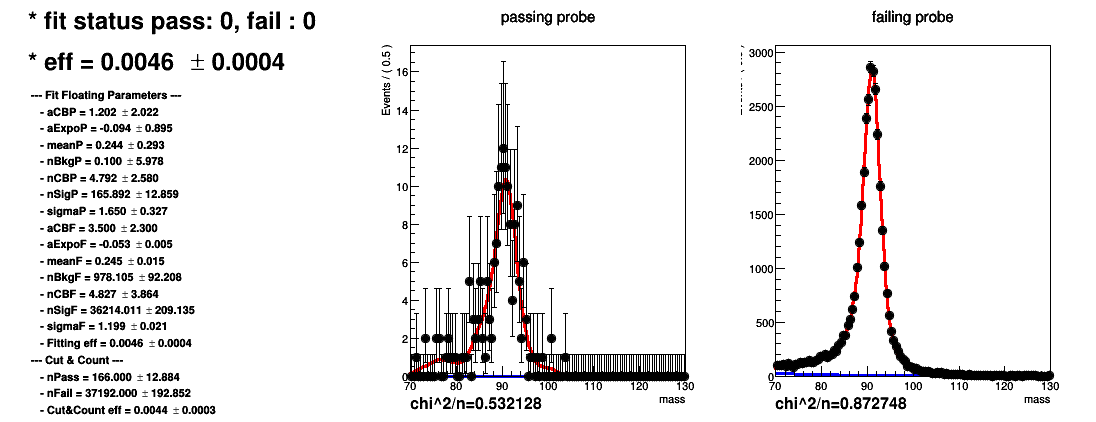 * fit status pass: 0, fail : 0
* eff = 0.0046 ± 0.0004
--- Fit Floating Parameters ---
- aCBP = 1.202 ± 2.022
- aExpoP = -0.094 ± 0.895
- meanP = 0.244 ± 0.293
- nBkgP = 0.100 ± 5.978
- nCBP = 4.792 ± 2.580
- nSigP = 165.892 ± 12.859
- sigmaP = 1.650 ± 0.327
- aCBF = 3.500 ± 2.300
- aExpoF = -0.053 ± 0.005
- meanF = 0.245 ± 0.015
- nBkgF = 978.105 ± 92.208
- nCBF = 4.827 ± 3.864
- nSigF = 36214.011 ± 209.135
- sigmaF = 1.199 ± 0.021
- Fitting eff = 0.0046 ± 0.0004
--- Cut & Count ---
- nPass = 166.000 ± 12.884
- nFail = 37192.000 ± 192.852
- Cut&Count eff = 0.0044 ± 0.0003
passing probe
Events / ( 0.5 )
16
14
12
10
8
6
4
2
0
70 80 90 100 110 120 130
mass
chi^2/n=0.532128
failing probe
3000
2500
2000
1500
1000
500
0
70 80 90 100 110 120 130
mass
chi^2/n=0.872748